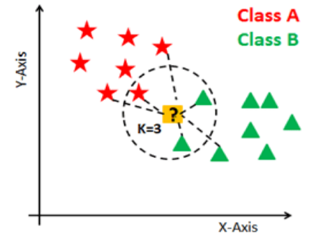 Class A
Class B
Y-Axis
?
K=3
X-Axis